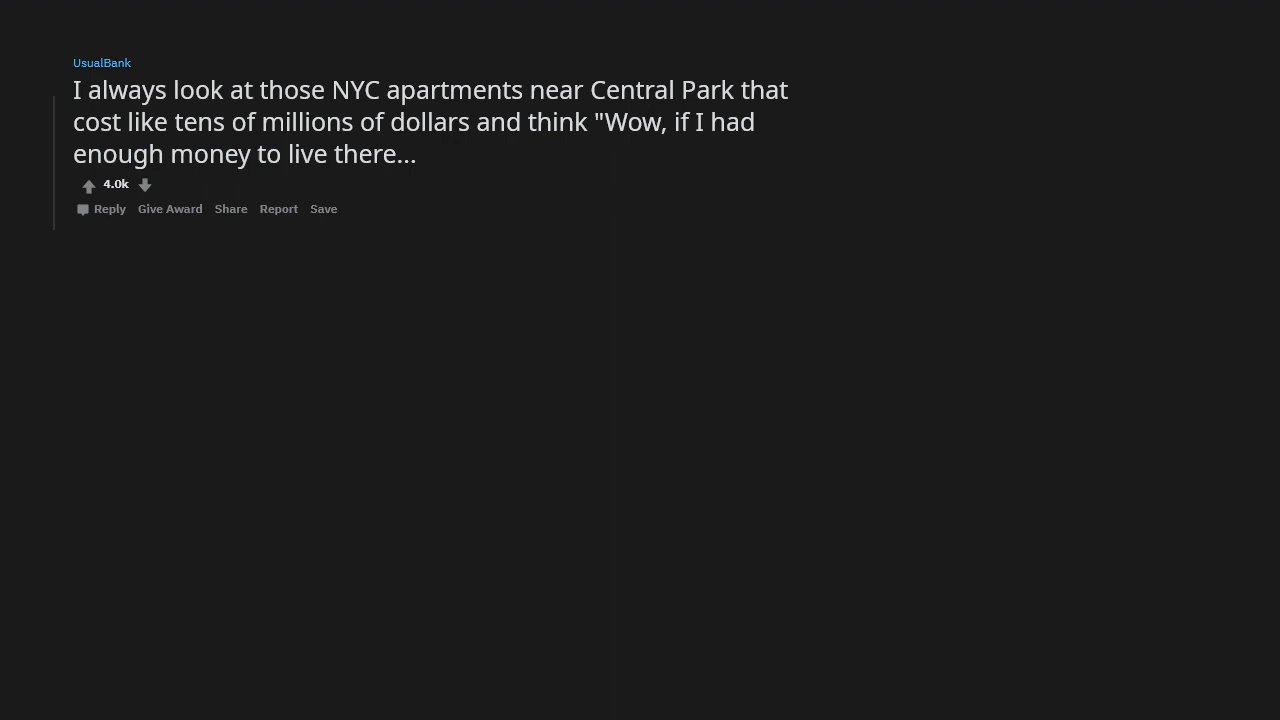 UsualBank
I always look at those NYC apartments near Central Park that
cost like tens of millions of dollars and think "Wow, if I had
enough money to live there...
4.0k
Reply Give Award Share Report Save